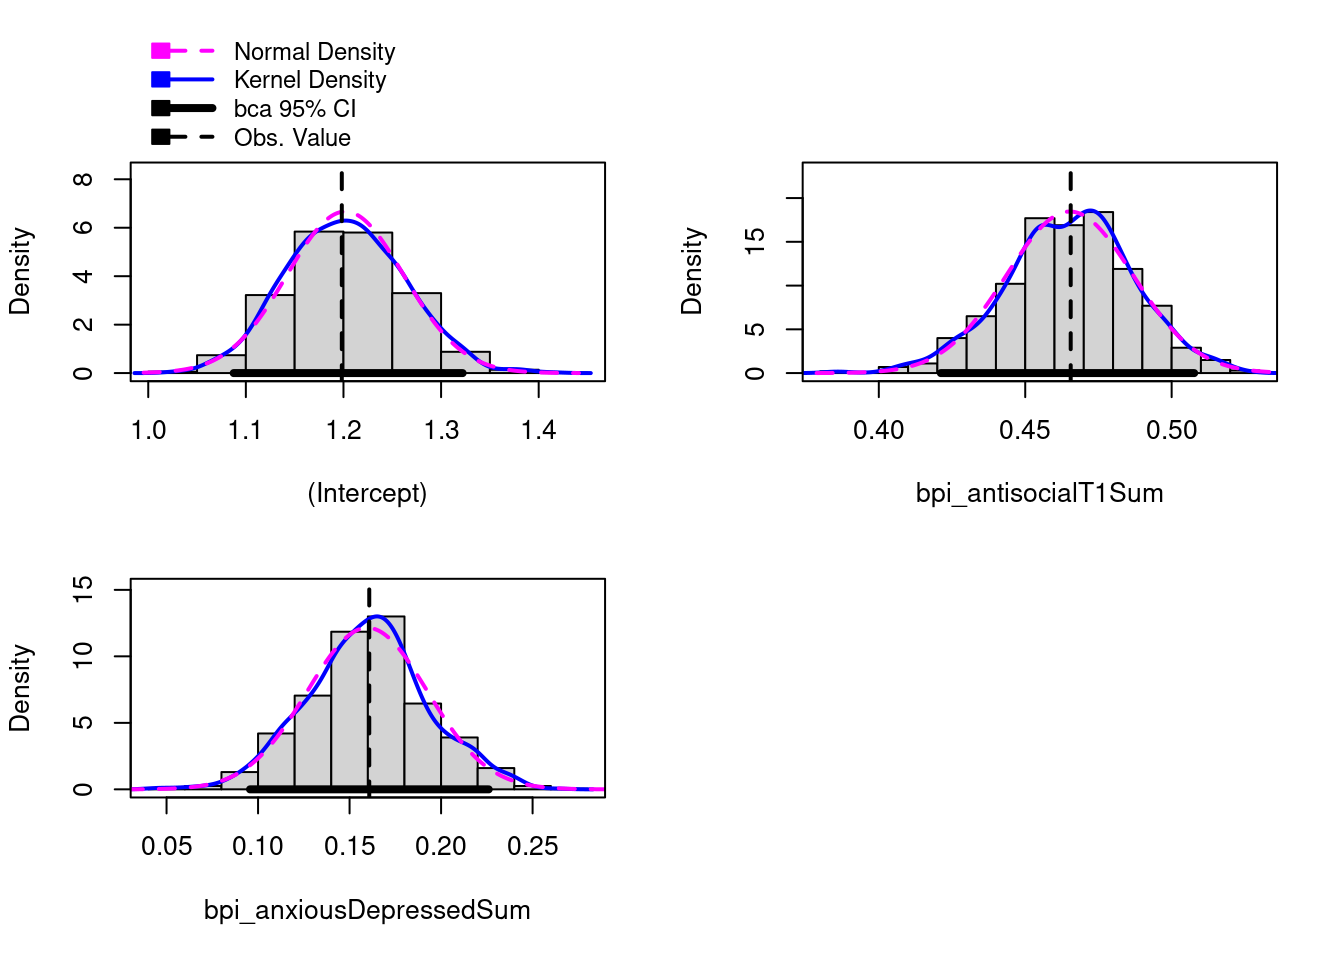 Normal Density
Kernel Density
bca 95% CI
Obs. Value
Density
0 2 4 6 8
1.0 1.1 1.2 1.3 1.4
(Intercept)
Density
0 5 15
0.40 0.45 0.50
bpi_antisocialT1Sum
Density
0 5 10 15
0.05 0.10 0.15 0.20 0.25
bpi_anxiousDepressedSum